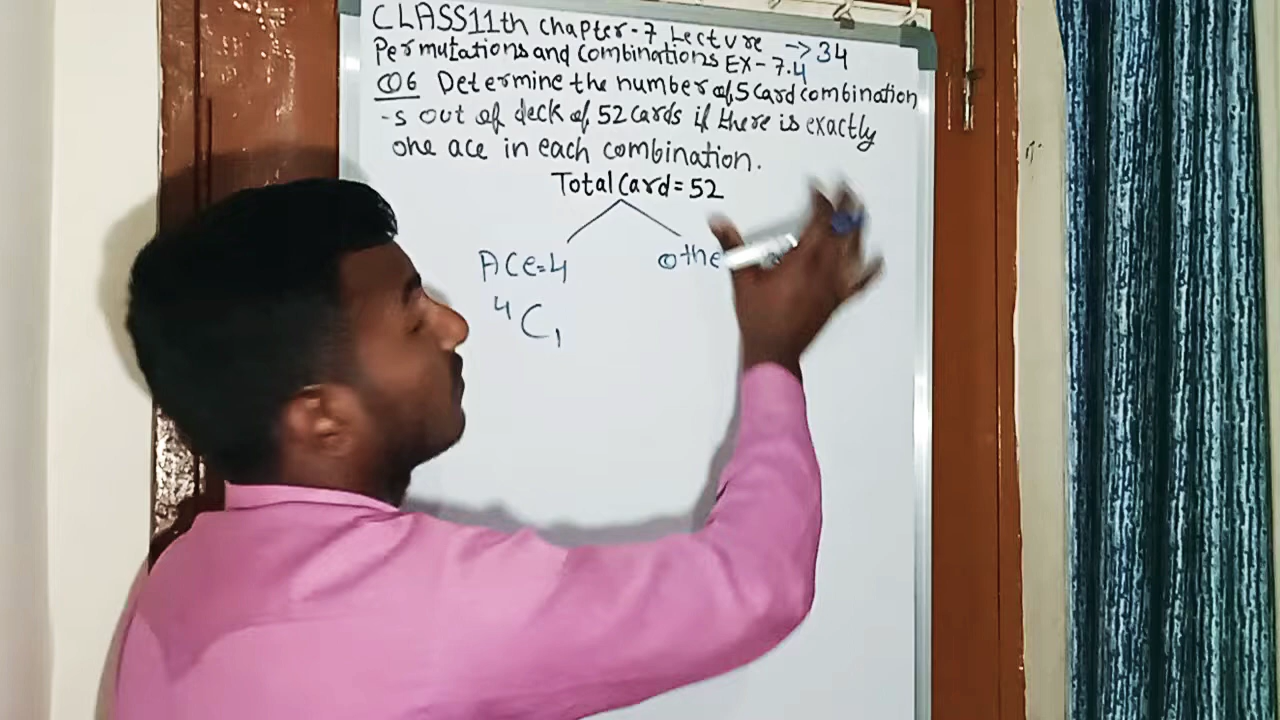 CLASS 11th Chapter-7 Lecture → 34
Permutations and Combinations EX-7.4
Q6 Determine the number of 5 card combination
-s out of deck of 52 cards if there is exactly
one ace in each combination.
Total Card = 52
Ace=4 othe
⁴C₁